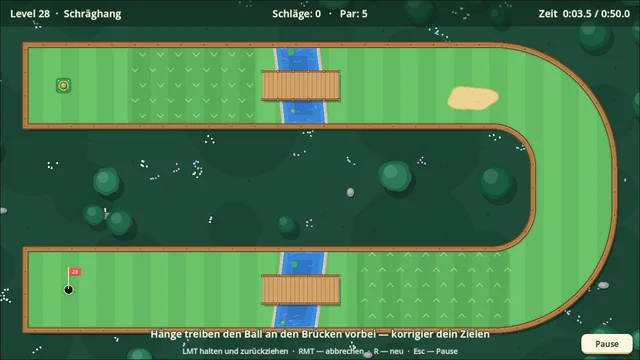 Level 28 · Schräghang
Schläge: 0 · Par: 5
Zeit 0:03.5 / 0:50.0
28
Hänge treiben den Ball an den Brücken vorbei — korrigier dein Zielen
LMT halten und zurückziehen · RMT — abbrechen · R — neu · Esc — Pause
Pause